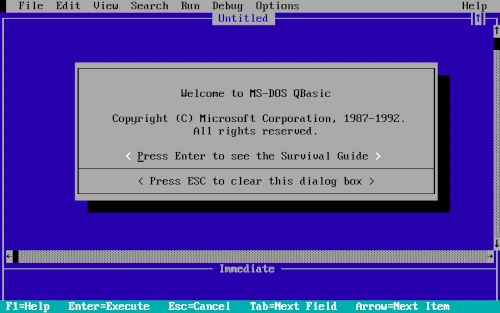 File Edit View Search Run Debug Options Help
Untitled
Welcome to MS-DOS QBasic
Copyright (C) Microsoft Corporation, 1987-1992.
All rights reserved.
< Press Enter to see the Survival Guide >
< Press ESC to clear this dialog box >
Immediate
F1=Help Enter=Execute Esc=Cancel Tab=Next Field Arrow=Next Item